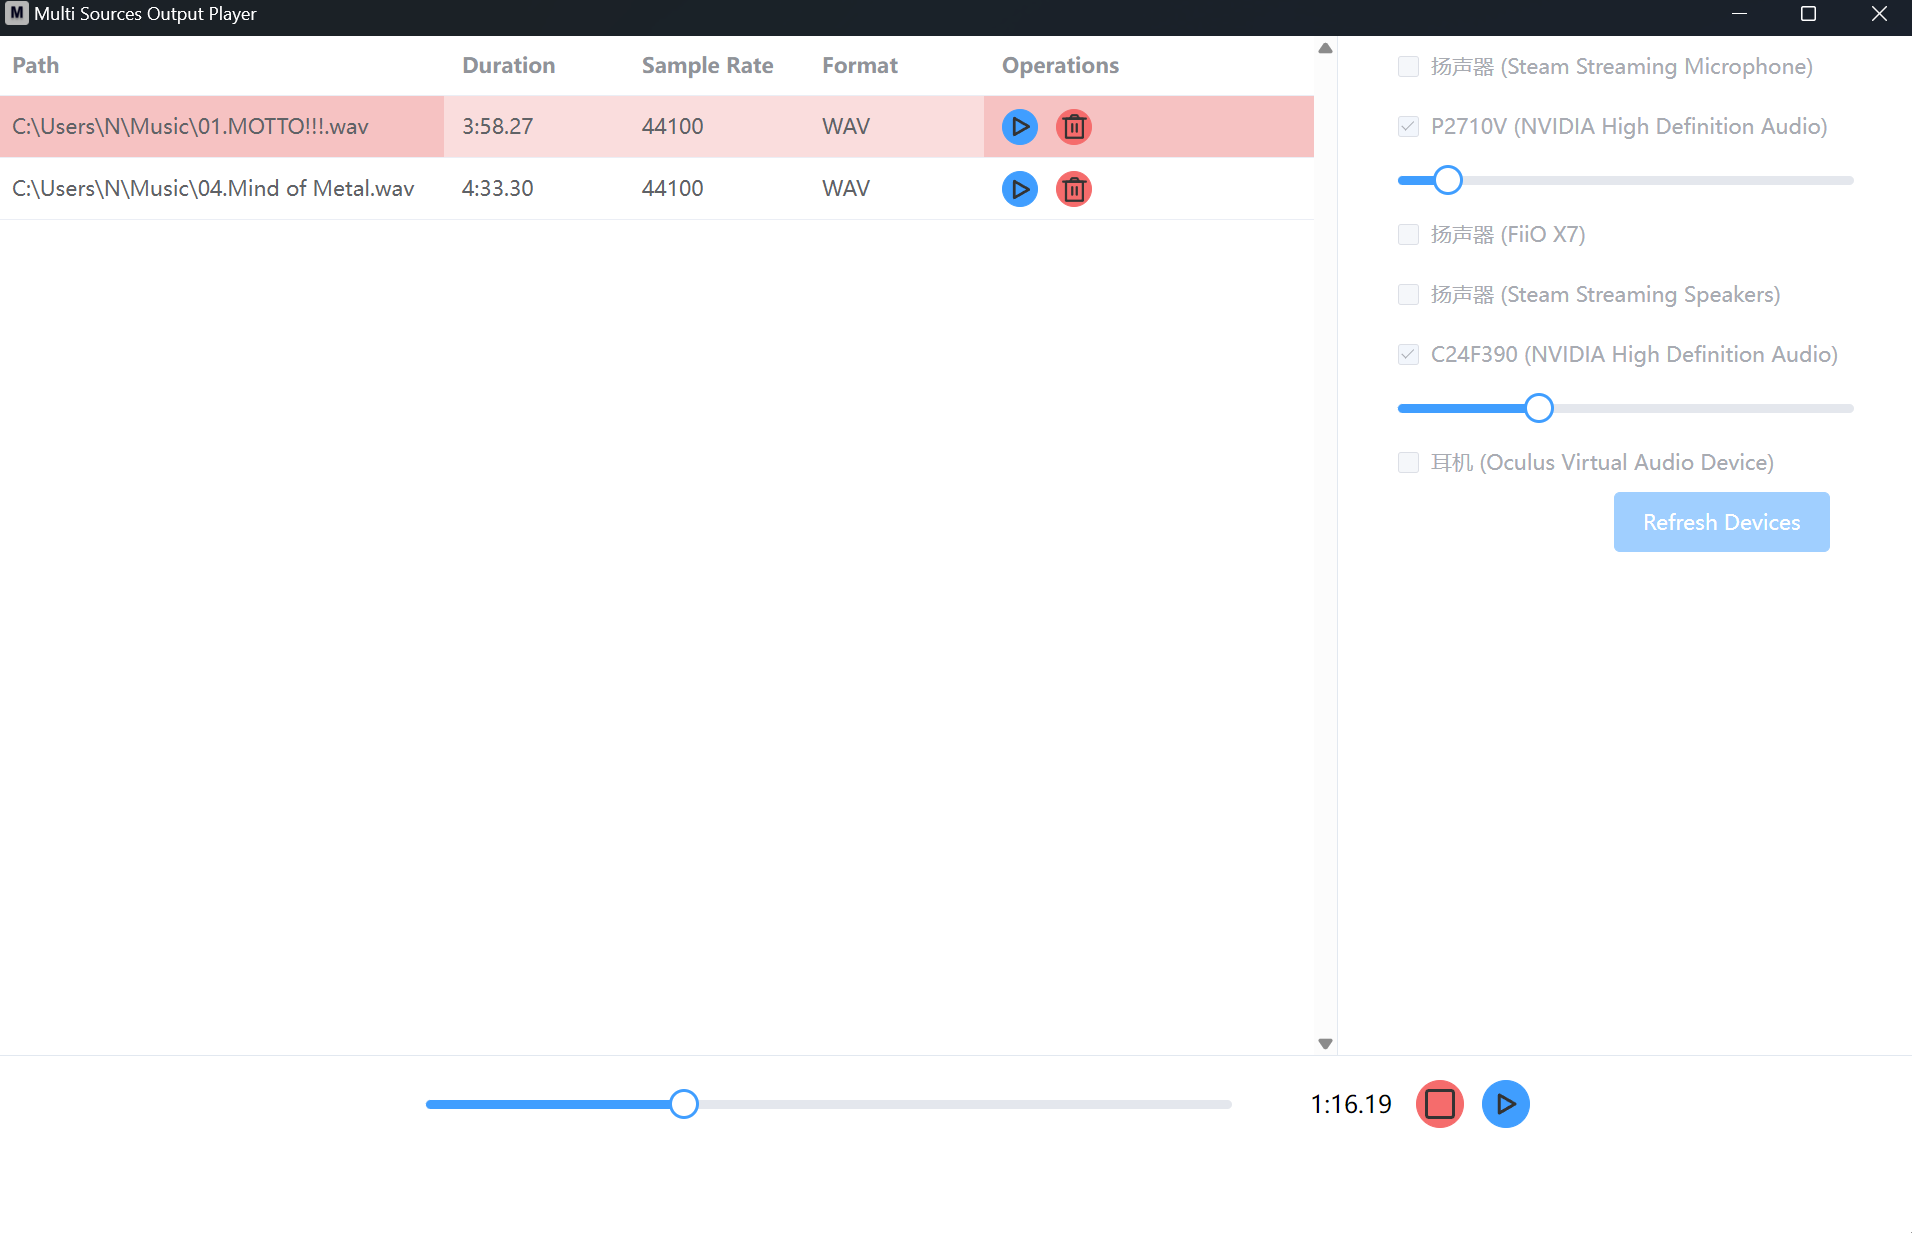 M Multi Sources Output Player
Path Duration Sample Rate Format Operations
C:\Users\N\Music\01.MOTTO!!!.wav 3:58.27 44100 WAV
C:\Users\N\Music\04.Mind of Metal.wav 4:33.30 44100 WAV
扬声器 (Steam Streaming Microphone)
P2710V (NVIDIA High Definition Audio)
扬声器 (FiiO X7)
扬声器 (Steam Streaming Speakers)
C24F390 (NVIDIA High Definition Audio)
耳机 (Oculus Virtual Audio Device)
Refresh Devices
1:16.19